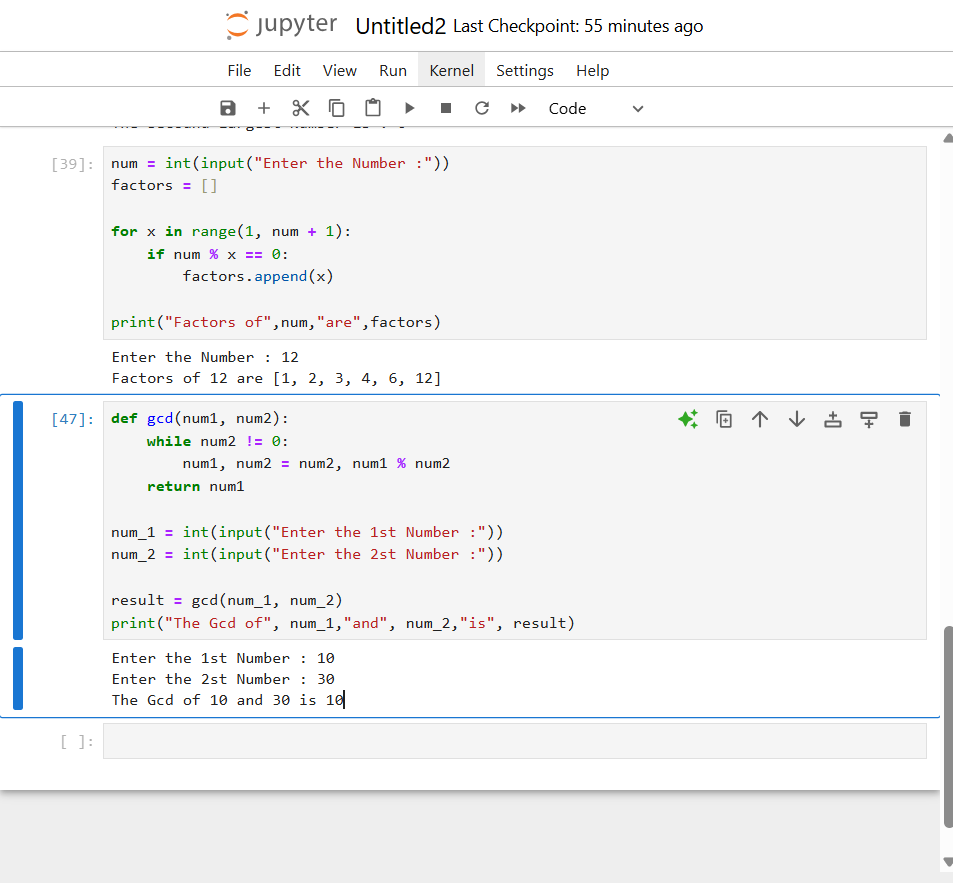 jupyter Untitled2 Last Checkpoint: 55 minutes ago
File Edit View Run Kernel Settings Help
Code
[39]:
num = int(input("Enter the Number :"))
factors = []
for x in range(1, num + 1):
    if num % x == 0:
        factors.append(x)
print("Factors of",num,"are",factors)
Enter the Number : 12
Factors of 12 are [1, 2, 3, 4, 6, 12]
[47]:
def gcd(num1, num2):
    while num2 != 0:
        num1, num2 = num2, num1 % num2
    return num1
num_1 = int(input("Enter the 1st Number :"))
num_2 = int(input("Enter the 2st Number :"))
result = gcd(num_1, num_2)
print("The Gcd of", num_1,"and", num_2,"is", result)
Enter the 1st Number : 10
Enter the 2st Number : 30
The Gcd of 10 and 30 is 10
[ ]: